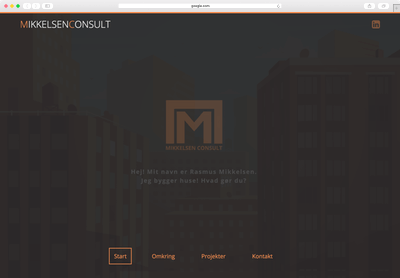 google.com
MIKKELSENCONSULT
in
M
MIKKELSEN CONSULT
Hej! Mit navn er Rasmus Mikkelsen.
Jeg bygger huse! Hvad gør du?
Start
Omkring
Projekter
Kontakt